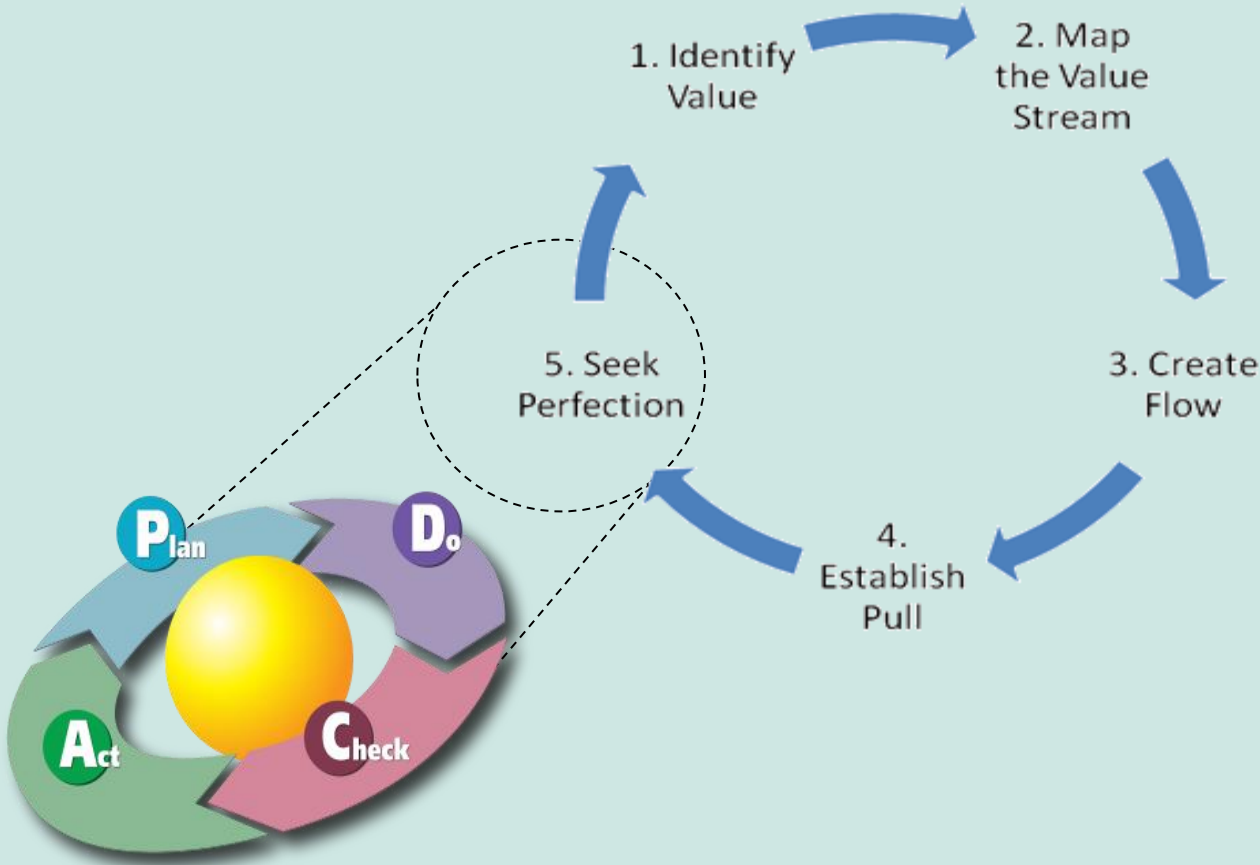 1. Identify
Value
2. Map
the Value
Stream
3. Create
Flow
4.
Establish
Pull
5. Seek
Perfection
Plan
Do
Check
Act